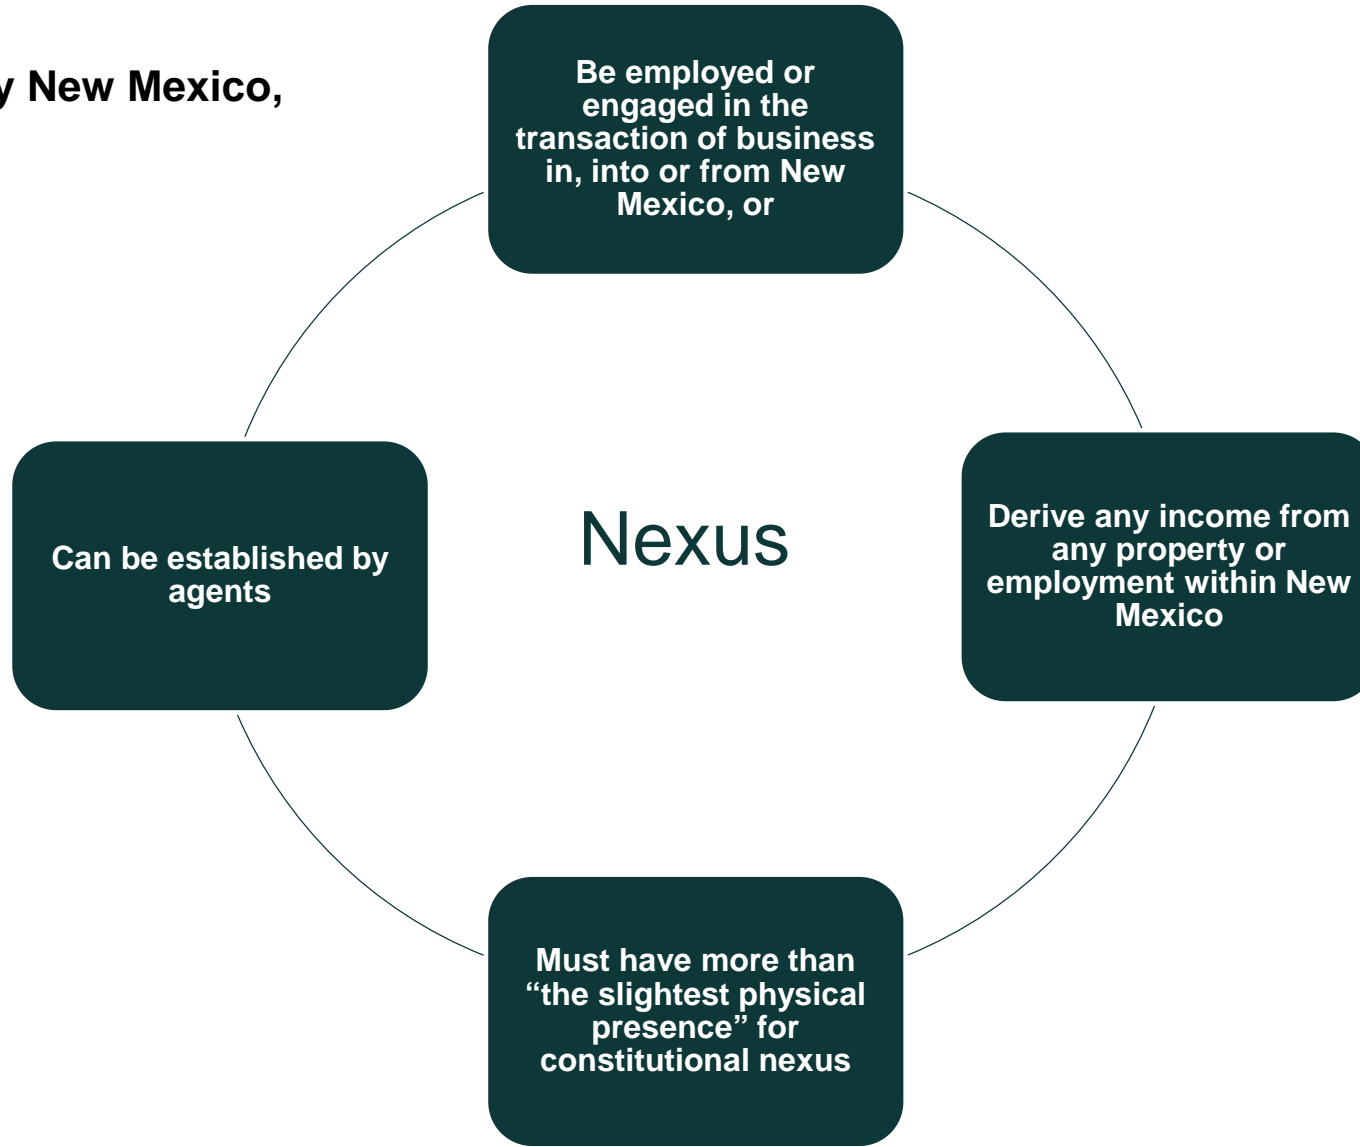 y New Mexico,
Be employed or
engaged in the
transaction of business
in, into or from New
Mexico, or
Can be established by
agents
Nexus
Derive any income from
any property or
employment within New
Mexico
Must have more than
“the slightest physical
presence” for
constitutional nexus